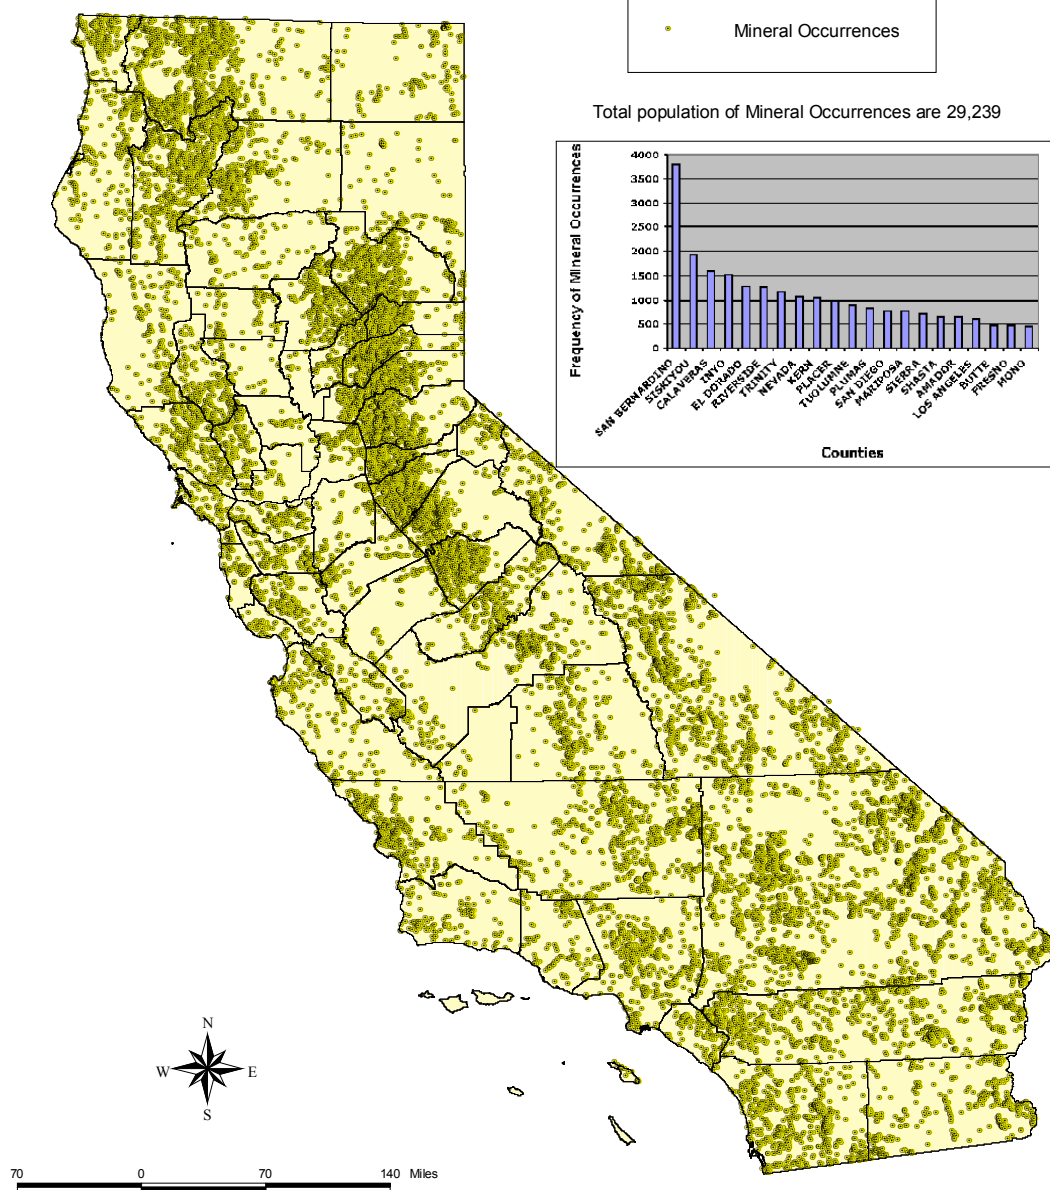 Mineral Occurrences
Total population of Mineral Occurrences are 29,239
Frequency of Mineral Occurrences
4000
3500
3000
2500
2000
1500
1000
500
0
SAN BERNARDINO
SISKIYOU
CALAVERAS
INYO
EL DORADO
RIVERSIDE
TRINITY
NEVADA
KERN
PLACER
TUOLUMNE
PLUMAS
SAN DIEGO
MARIPOSA
SIERRA
SHASTA
AMADOR
LOS ANGELES
BUTTE
FRESNO
MONO
Counties
N
W E
S
70 0 70 140 Miles